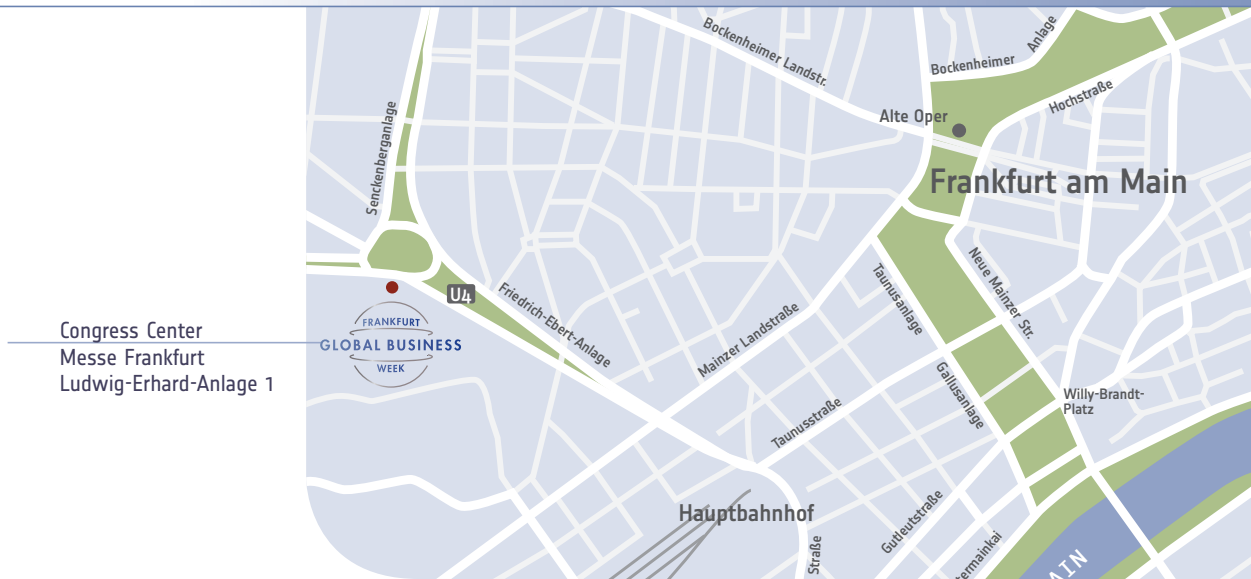 Bockenheimer Landstr.
Bockenheimer
Anlage
Hochstraße
Alte Oper
Senckenberganlage
Frankfurt am Main
U4
Friedrich-Ebert-Anlage
Taunusanlage
Neue Mainzer Str.
FRANKFURT
GLOBAL BUSINESS
WEEK
Congress Center
Messe Frankfurt
Ludwig-Erhard-Anlage 1
Mainzer Landstraße
Gallusanlage
Willy-Brandt-
Platz
Taunusstraße
Hauptbahnhof
Gutleutstraße
Straße
termainkai
AIN